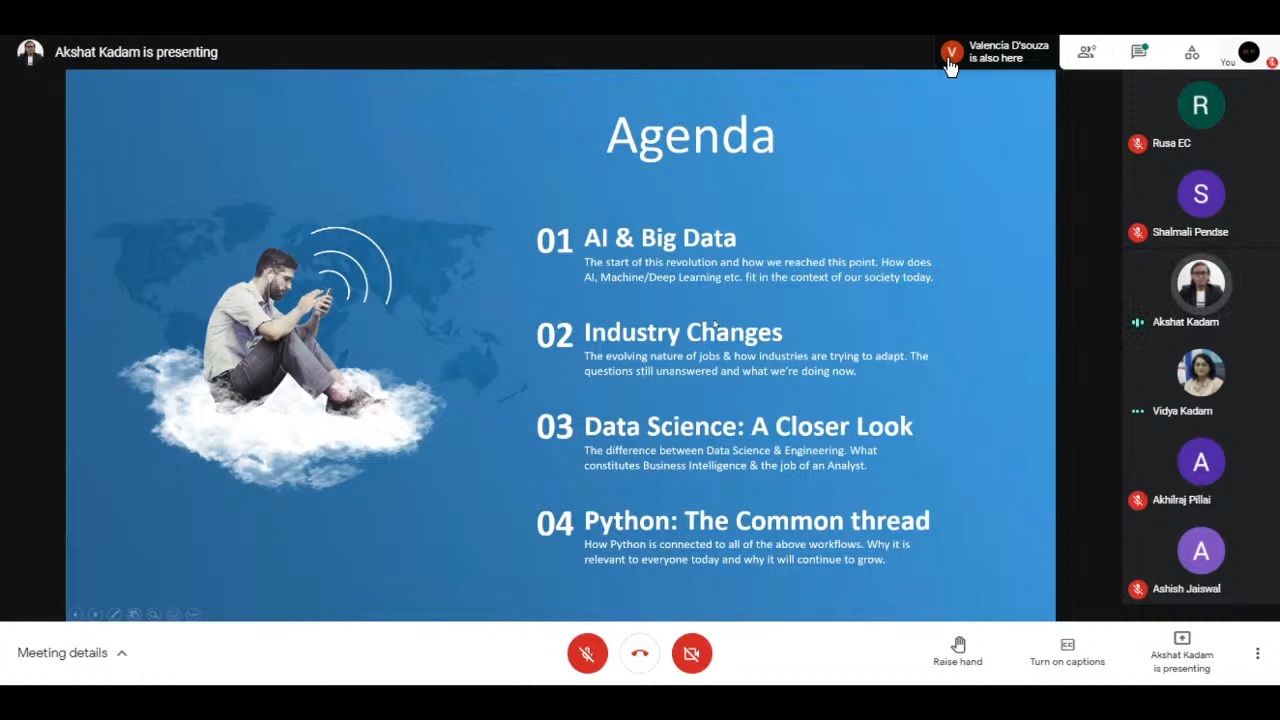 Akshat Kadam is presenting
V
Valencia D'souza
is also here
You
Agenda
01 AI & Big Data
The start of this revolution and how we reached this point. How does
AI, Machine/Deep Learning etc. fit in the context of our society today.
02 Industry Changes
The evolving nature of jobs & how industries are trying to adapt. The
questions still unanswered and what we're doing now.
03 Data Science: A Closer Look
The difference between Data Science & Engineering. What
constitutes Business Intelligence & the job of an Analyst.
04 Python: The Common thread
How Python is connected to all of the above workflows. Why it is
relevant to everyone today and why it will continue to grow.
R
Rusa EC
S
Shalmali Pendse
Akshat Kadam
Vidya Kadam
A
Akhilraj Pillai
A
Ashish Jaiswal
Meeting details
Raise hand
CC
Turn on captions
Akshat Kadam
is presenting